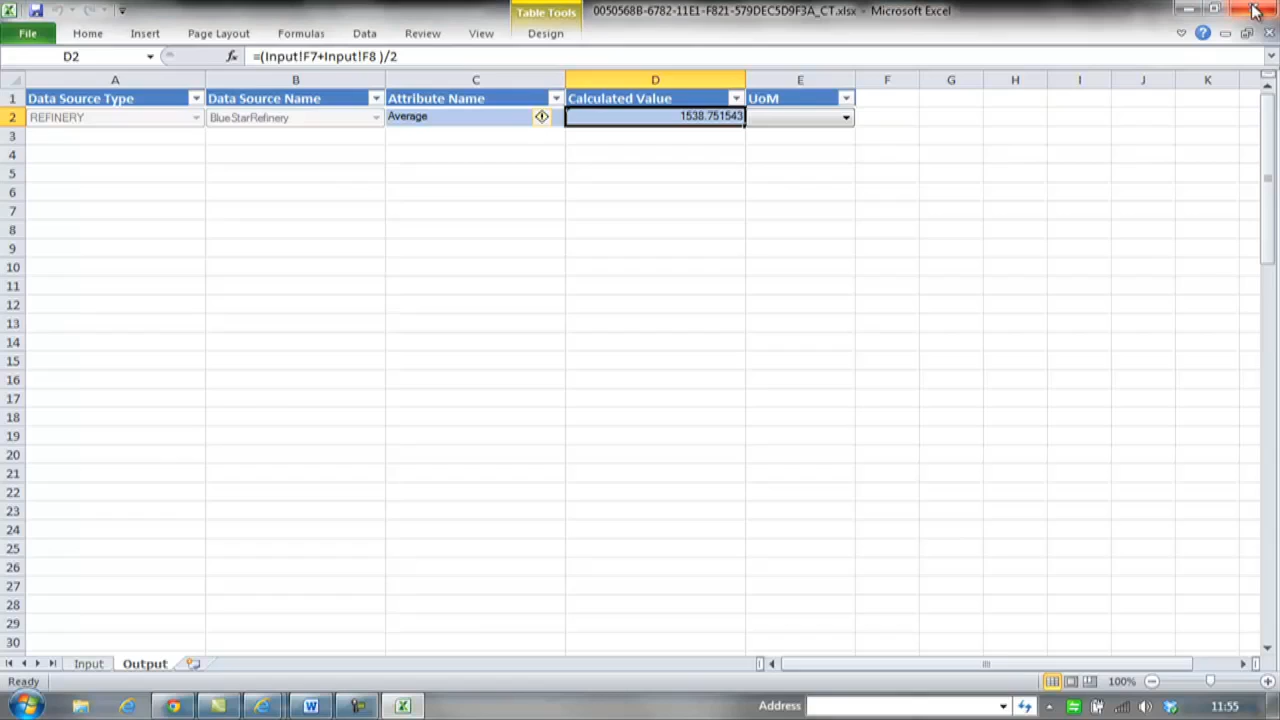 Table Tools
0050568B-6782-11E1-F821-579DEC5D9F3A_CT.xlsx - Microsoft Excel
File Home Insert Page Layout Formulas Data Review View Design
D2 fx =(Input!F7+Input!F8 )/2
A B C D E F G H I J K
1 Data Source Type Data Source Name Attribute Name Calculated Value UoM
2 REFINERY BlueStarRefinery Average 1538.751543
3
4
5
6
7
8
9
10
11
12
13
14
15
16
17
18
19
20
21
22
23
24
25
26
27
28
29
30
Input Output
Ready 100%
Address 11:55